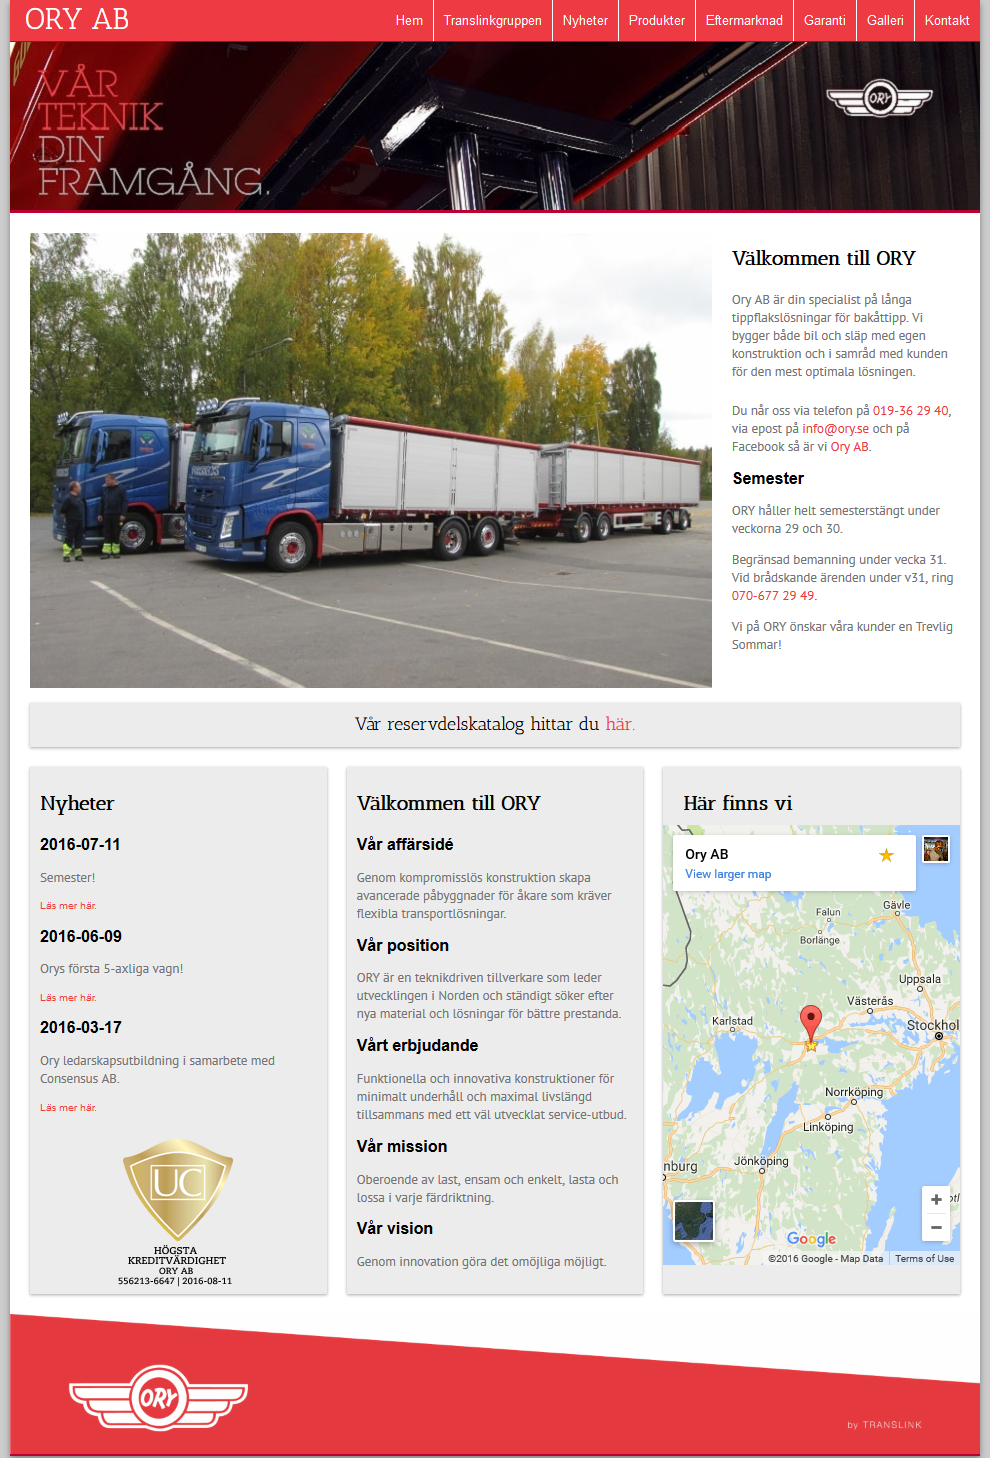 ORY AB
Hem
Translinkgruppen
Nyheter
Produkter
Eftermarknad
Garanti
Galleri
Kontakt
VÅR
TEKNIK
DIN
FRAMGÅNG.
ORY
Välkommen till ORY
Ory AB är din specialist på långa
tippflakslösningar för bakåttipp. Vi
bygger både bil och släp med egen
konstruktion och i samråd med kunden
för den mest optimala lösningen.
Du når oss via telefon på 019-36 29 40,
via epost på info@ory.se och på
Facebook så är vi Ory AB.
Semester
ORY håller helt semesterstängt under
veckorna 29 och 30.
Begränsad bemanning under vecka 31.
Vid brådskande ärenden under v31, ring
070-677 29 49.
Vi på ORY önskar våra kunder en Trevlig
Sommar!
Vår reservdelskatalog hittar du här.
Nyheter
2016-07-11
Semester!
Läs mer här.
2016-06-09
Orys första 5-axliga vagn!
Läs mer här.
2016-03-17
Ory ledarskapsutbildning i samarbete med
Consensus AB.
Läs mer här.
UC
HÖGSTA
KREDITVÄRDIGHET
ORY AB
556213-6647 | 2016-08-11
Välkommen till ORY
Vår affärsidé
Genom kompromisslös konstruktion skapa
avancerade påbyggnader för åkare som kräver
flexibla transportlösningar.
Vår position
ORY är en teknikdriven tillverkare som leder
utvecklingen i Norden och ständigt söker efter
nya material och lösningar för bättre prestanda.
Vårt erbjudande
Funktionella och innovativa konstruktioner för
minimalt underhåll och maximal livslängd
tillsammans med ett väl utvecklat service-utbud.
Vår mission
Oberoende av last, ensam och enkelt, lasta och
lossa i varje färdriktning.
Vår vision
Genom innovation göra det omöjliga möjligt.
Här finns vi
Ory AB
View larger map
Gävle
Falun
Borlänge
Uppsala
Västerås
Karlstad
Stockhol
Norrköping
Linköping
Jönköping
nburg
Google
©2016 Google - Map Data
Terms of Use
ORY
by TRANSLINK